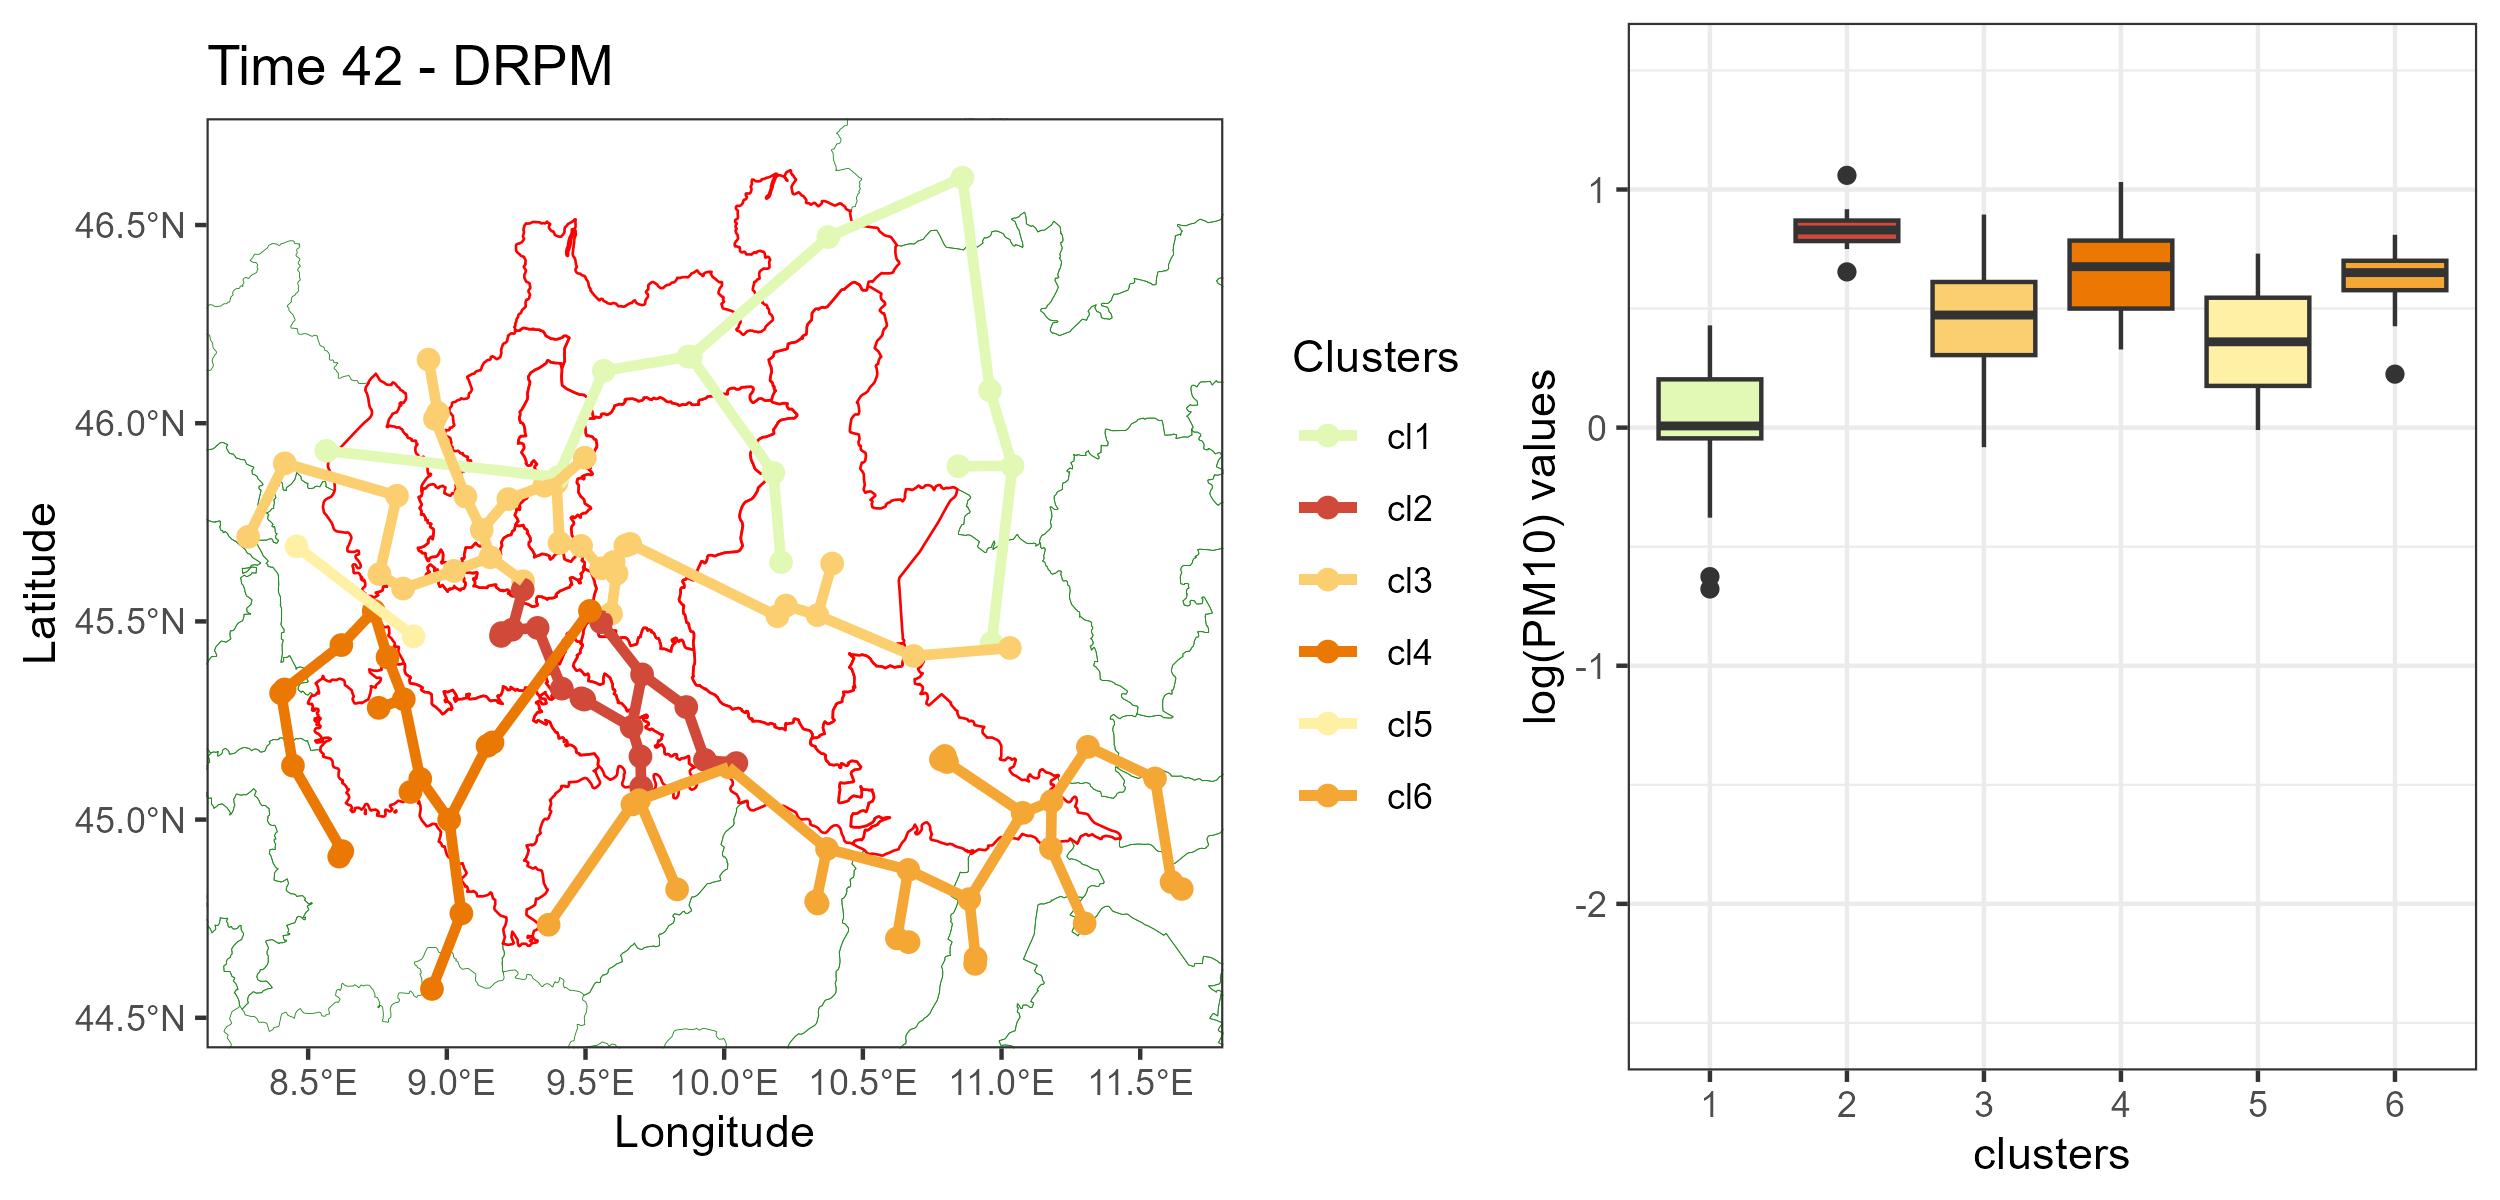 Time 42 - DRPM
46.5°N
46.0°N
45.5°N
45.0°N
44.5°N
Latitude
8.5°E 9.0°E 9.5°E 10.0°E 10.5°E 11.0°E 11.5°E
Longitude
Clusters
cl1
cl2
cl3
cl4
cl5
cl6
log(PM10) values
1
0
-1
-2
1 2 3 4 5 6
clusters